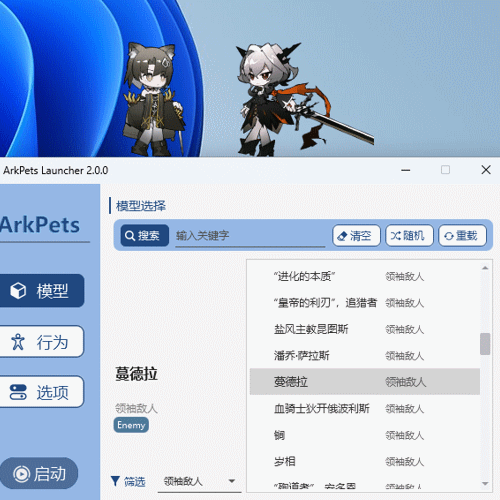 ArkPets Launcher 2.0.0
ArkPets
模型
行为
选项
启动
模型选择
搜索
输入关键字
清空
随机
重载
蔓德拉
领袖敌人
Enemy
筛选
领袖敌人
“进化的本质” 领袖敌人
“皇帝的利刃”，追猎者 领袖敌人
盐风主教昆图斯 领袖敌人
潘乔·萨拉斯 领袖敌人
蔓德拉 领袖敌人
血骑士狄开俄波利斯 领袖敌人
锏 领袖敌人
岁相 领袖敌人
领袖敌人